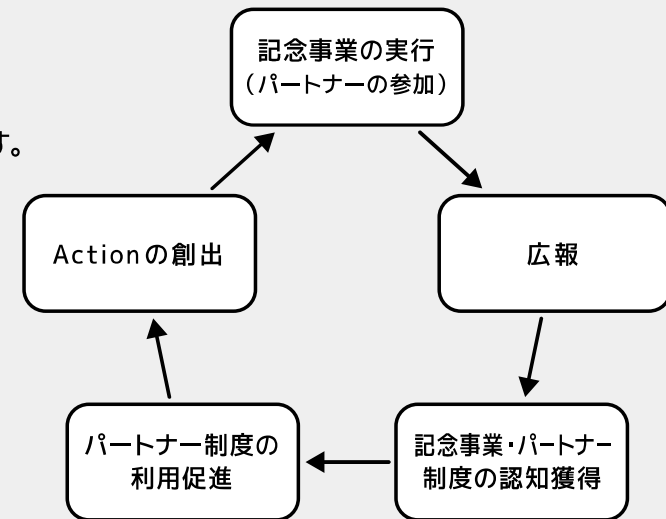 記念事業の実行
（パートナーの参加）
す。
Actionの創出
広報
パートナー制度の
利用促進
記念事業・パートナー
制度の認知獲得